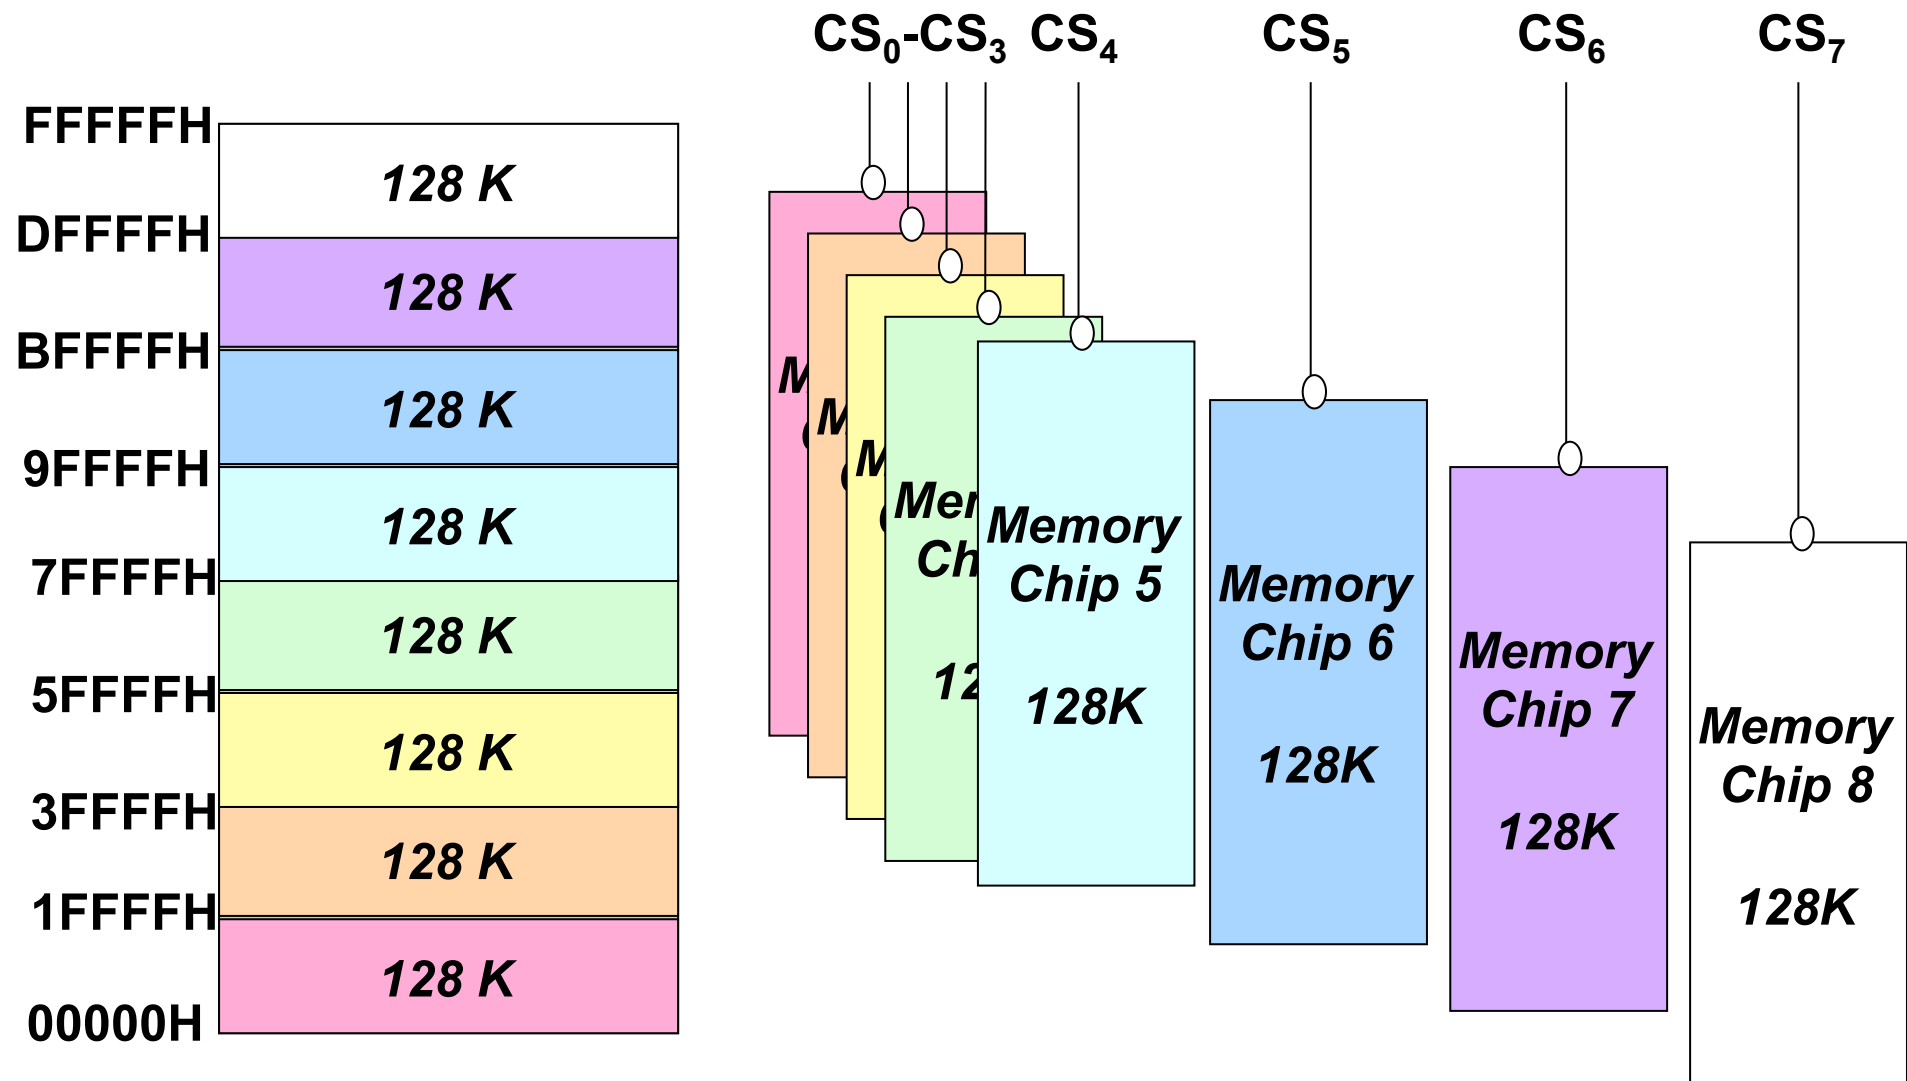 CS0-CS3 CS4 CS5 CS6 CS7
FFFFFH
128 K
DFFFFH
128 K
BFFFFH
128 K
9FFFFH
128 K
7FFFFH
128 K
5FFFFH
128 K
3FFFFH
128 K
1FFFFH
128 K
00000H
Memory
Chip 5
128K
Memory
Chip 6
128K
Memory
Chip 7
128K
Memory
Chip 8
128K